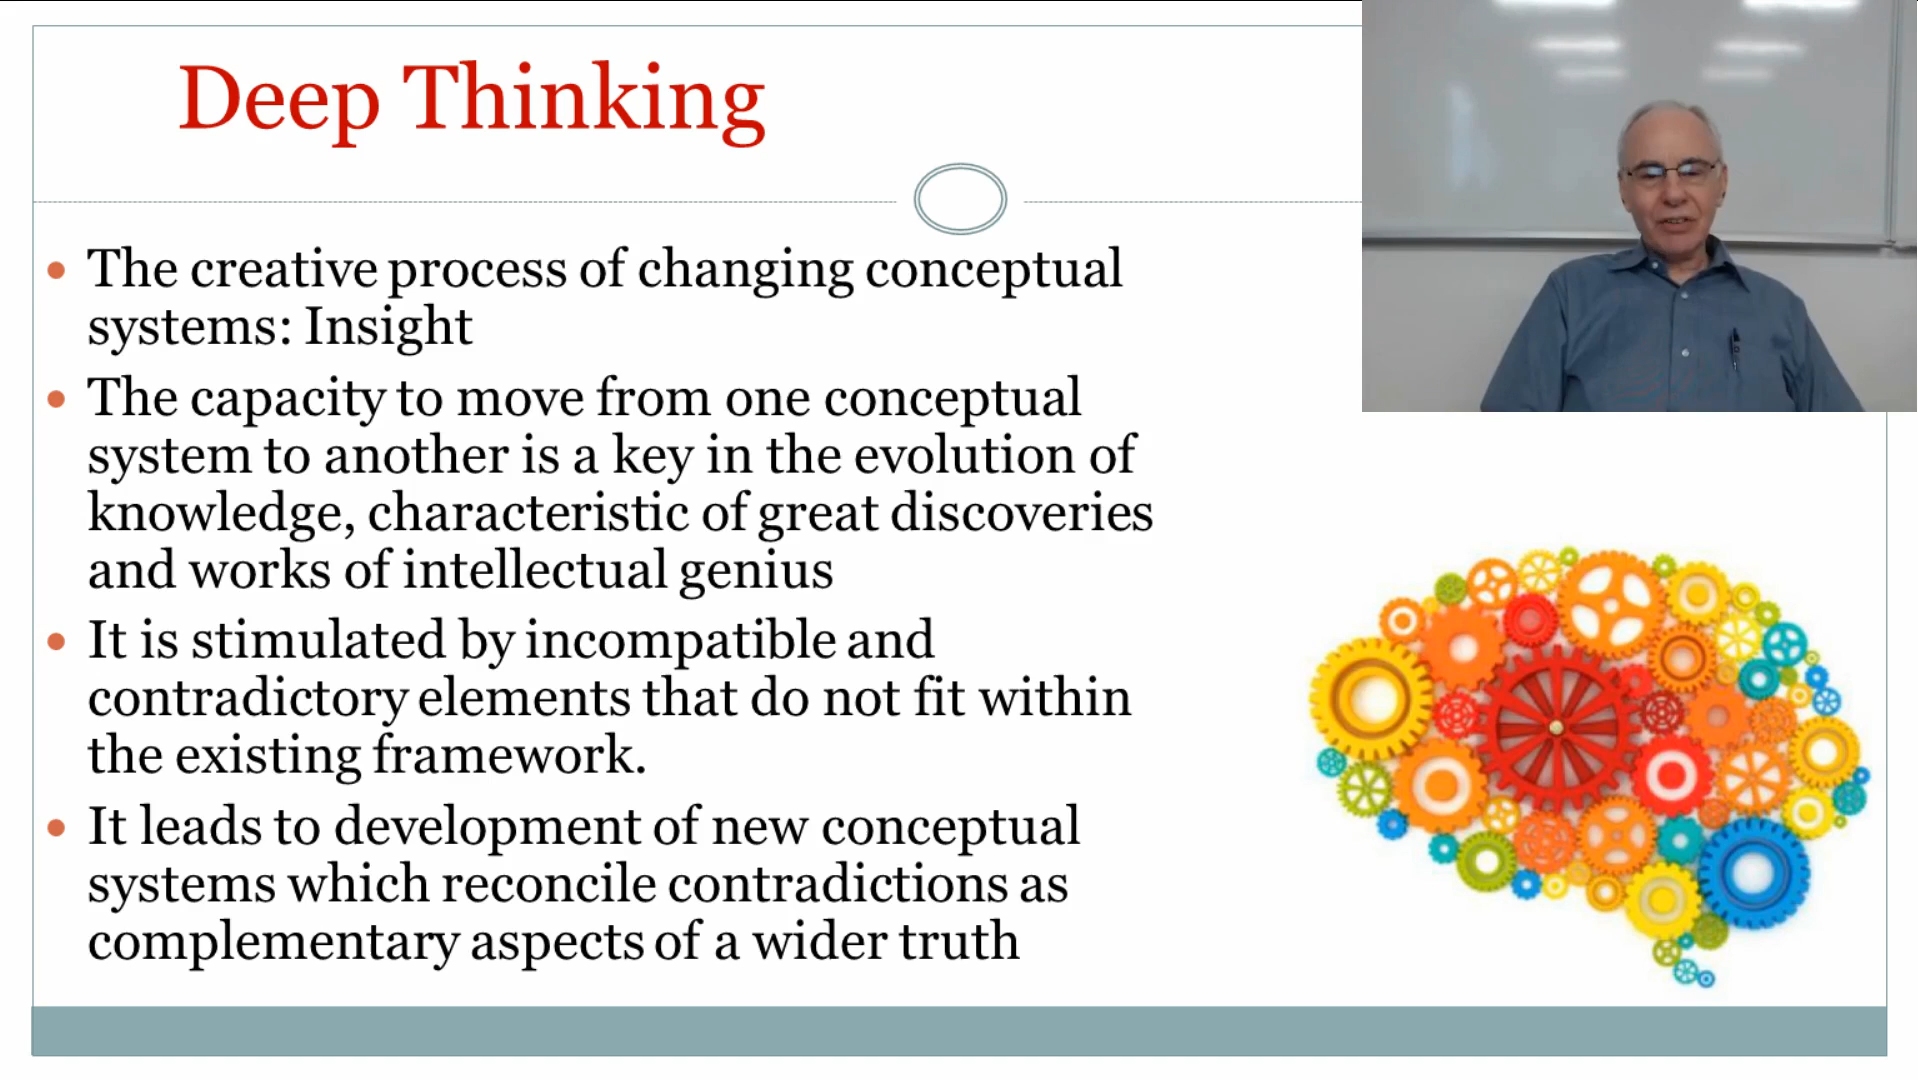 Deep Thinking
The creative process of changing conceptual
systems: Insight
The capacity to move from one conceptual
system to another is a key in the evolution of
knowledge, characteristic of great discoveries
and works of intellectual genius
It is stimulated by incompatible and
contradictory elements that do not fit within
the existing framework.
It leads to development of new conceptual
systems which reconcile contradictions as
complementary aspects of a wider truth